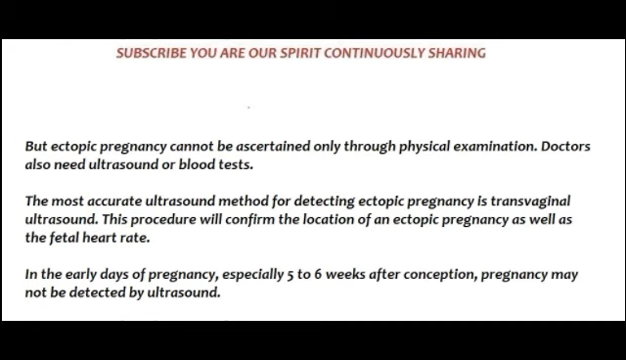 SUBSCRIBE YOU ARE OUR SPIRIT CONTINUOUSLY SHARING
But ectopic pregnancy cannot be ascertained only through physical examination. Doctors
also need ultrasound or blood tests.
The most accurate ultrasound method for detecting ectopic pregnancy is transvaginal
ultrasound. This procedure will confirm the location of an ectopic pregnancy as well as
the fetal heart rate.
In the early days of pregnancy, especially 5 to 6 weeks after conception, pregnancy may
not be detected by ultrasound.